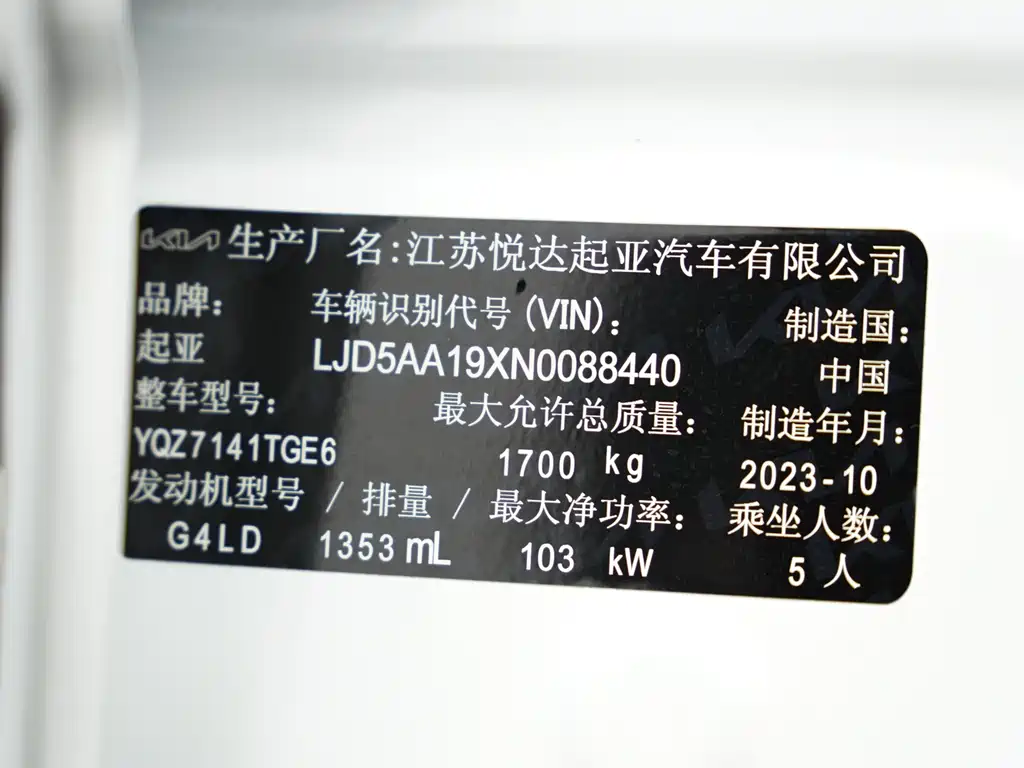 KIA 生产厂名:江苏悦达起亚汽车有限公司
品牌: 车辆识别代号(VIN): 制造国:
起亚 LJD5AA19XN0088440 中国
整车型号: 最大允许总质量: 制造年月:
YQZ7141TGE6 1700 kg 2023-10
发动机型号 / 排量 / 最大净功率: 乘坐人数:
G4LD 1353 mL 103 kW 5 人